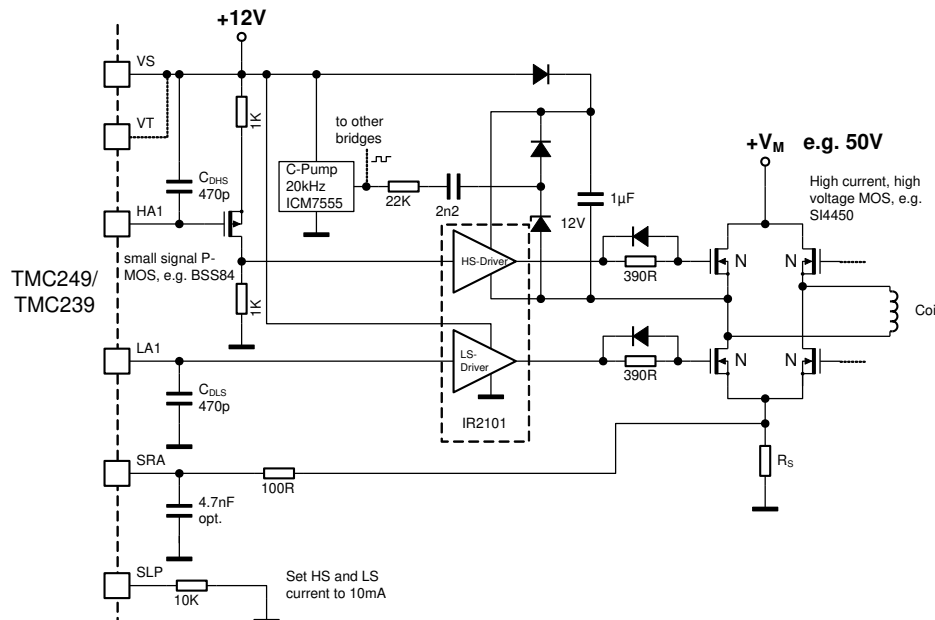 +12V
VS
VT
1K
to other
bridges
C-Pump
20kHz
ICM7555
22K
2n2
12V
1µF
+VM e.g. 50V
High current, high
voltage MOS, e.g.
SI4450
CDHS
470p
HA1
small signal P-
MOS, e.g. BSS84
TMC249/
TMC239
1K
HS-Driver
390R
N
N
Coi
LA1
LS-
Driver
390R
N
N
CDLS
470p
IR2101
SRA
100R
RS
4.7nF
opt.
SLP
10K
Set HS and LS
current to 10mA